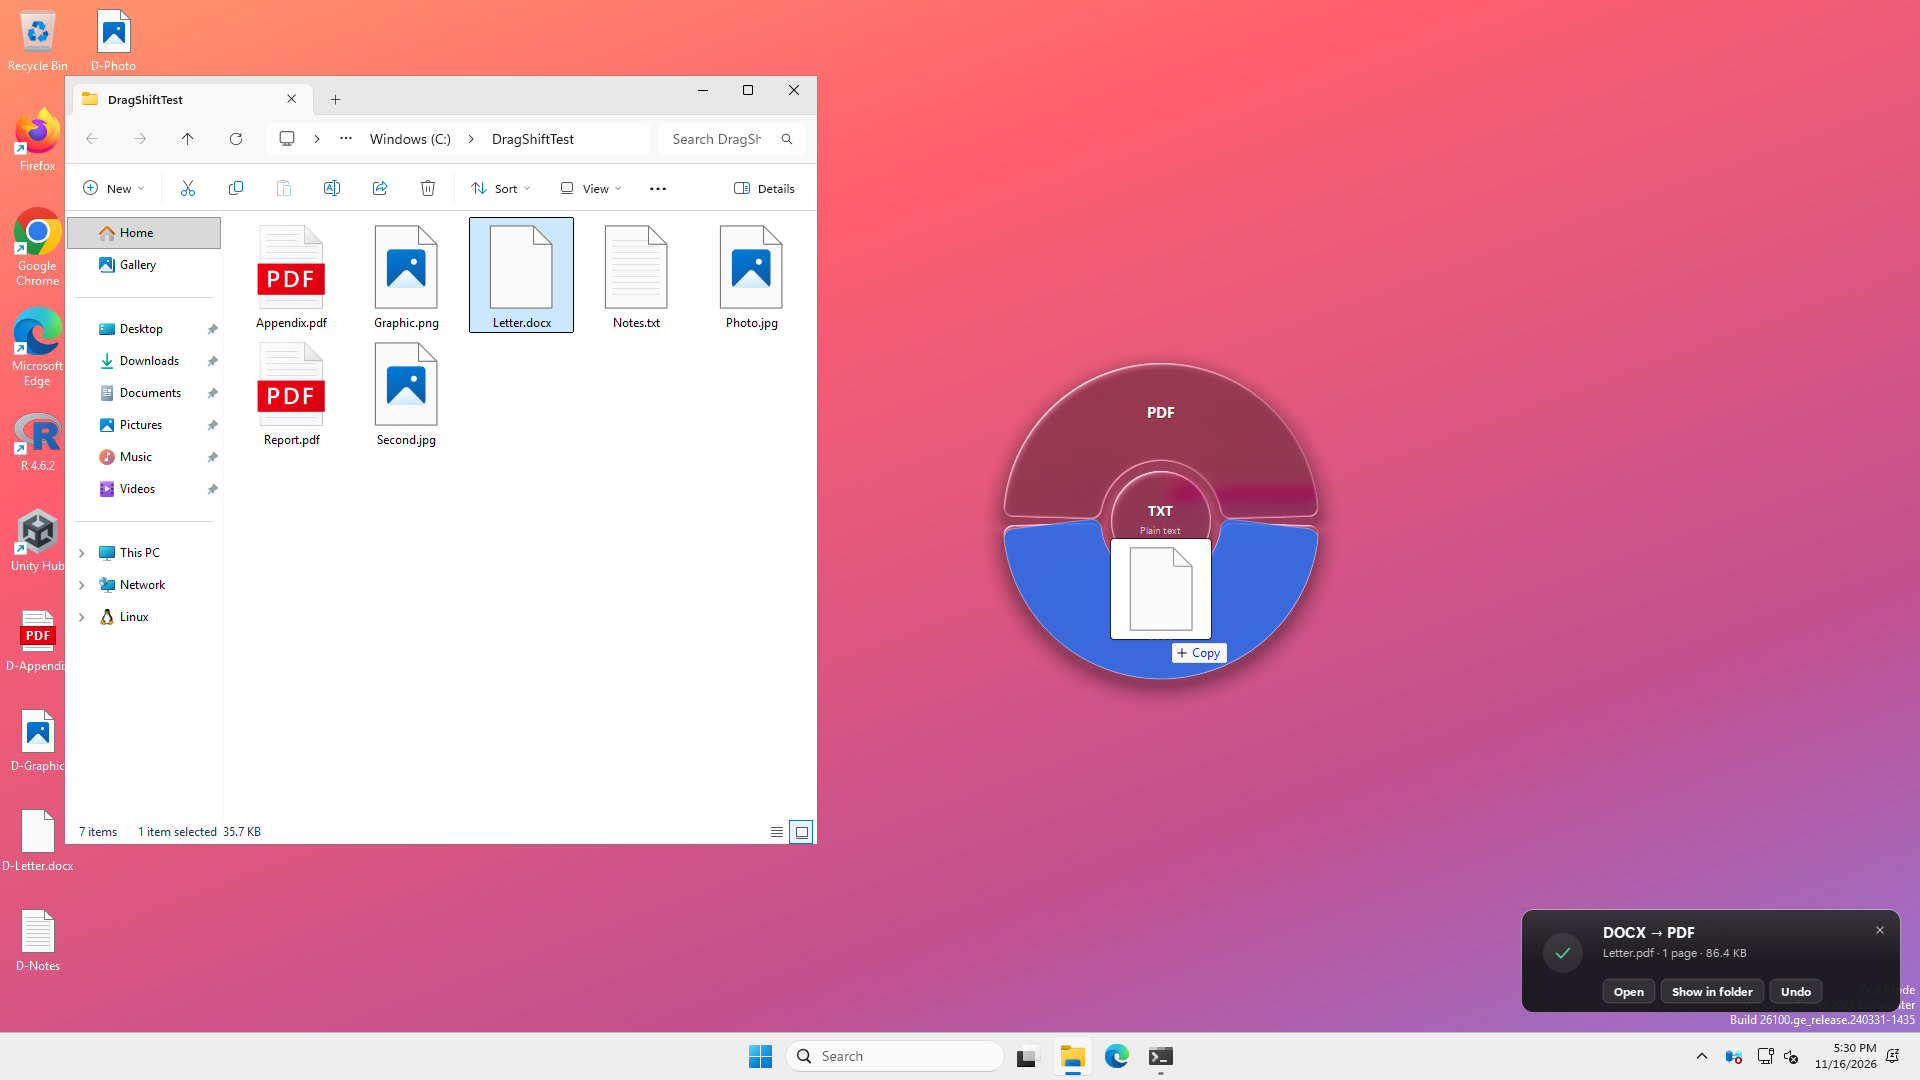 Recycle Bin
D-Photo
Firefox
Google
Chrome
Microsoft
Edge
R 4.6.2
Unity Hub
D-Appendi
D-Graphic
D-Letter.docx
D-Notes
DragShiftTest
Windows (C:)
DragShiftTest
Search DragSh
New
Sort
View
Details
Home
Gallery
Desktop
Downloads
Documents
Pictures
Music
Videos
This PC
Network
Linux
PDF
Appendix.pdf
Graphic.png
Letter.docx
Notes.txt
Photo.jpg
PDF
Report.pdf
Second.jpg
7 items
1 item selected 35.7 KB
PDF
TXT
Plain text
+ Copy
PDF
DOCX → PDF
Letter.pdf · 1 page · 86.4 KB
Open
Show in folder
Undo
Build 26100.ge_release.240331-1435
Search
5:30 PM
11/16/2026